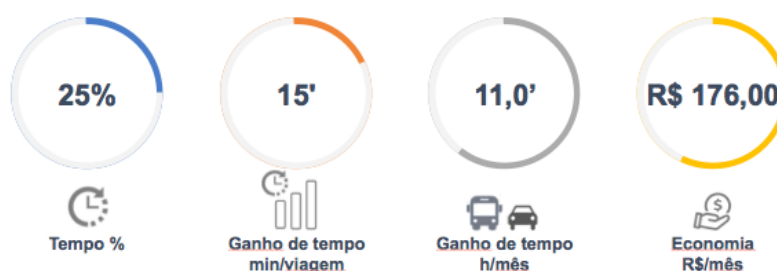 25%
15'
11,0’
R$ 176,00
Tempo %
Ganho de tempo
min/viagem
Ganho de tempo
h/mês
Economia
R$/mês